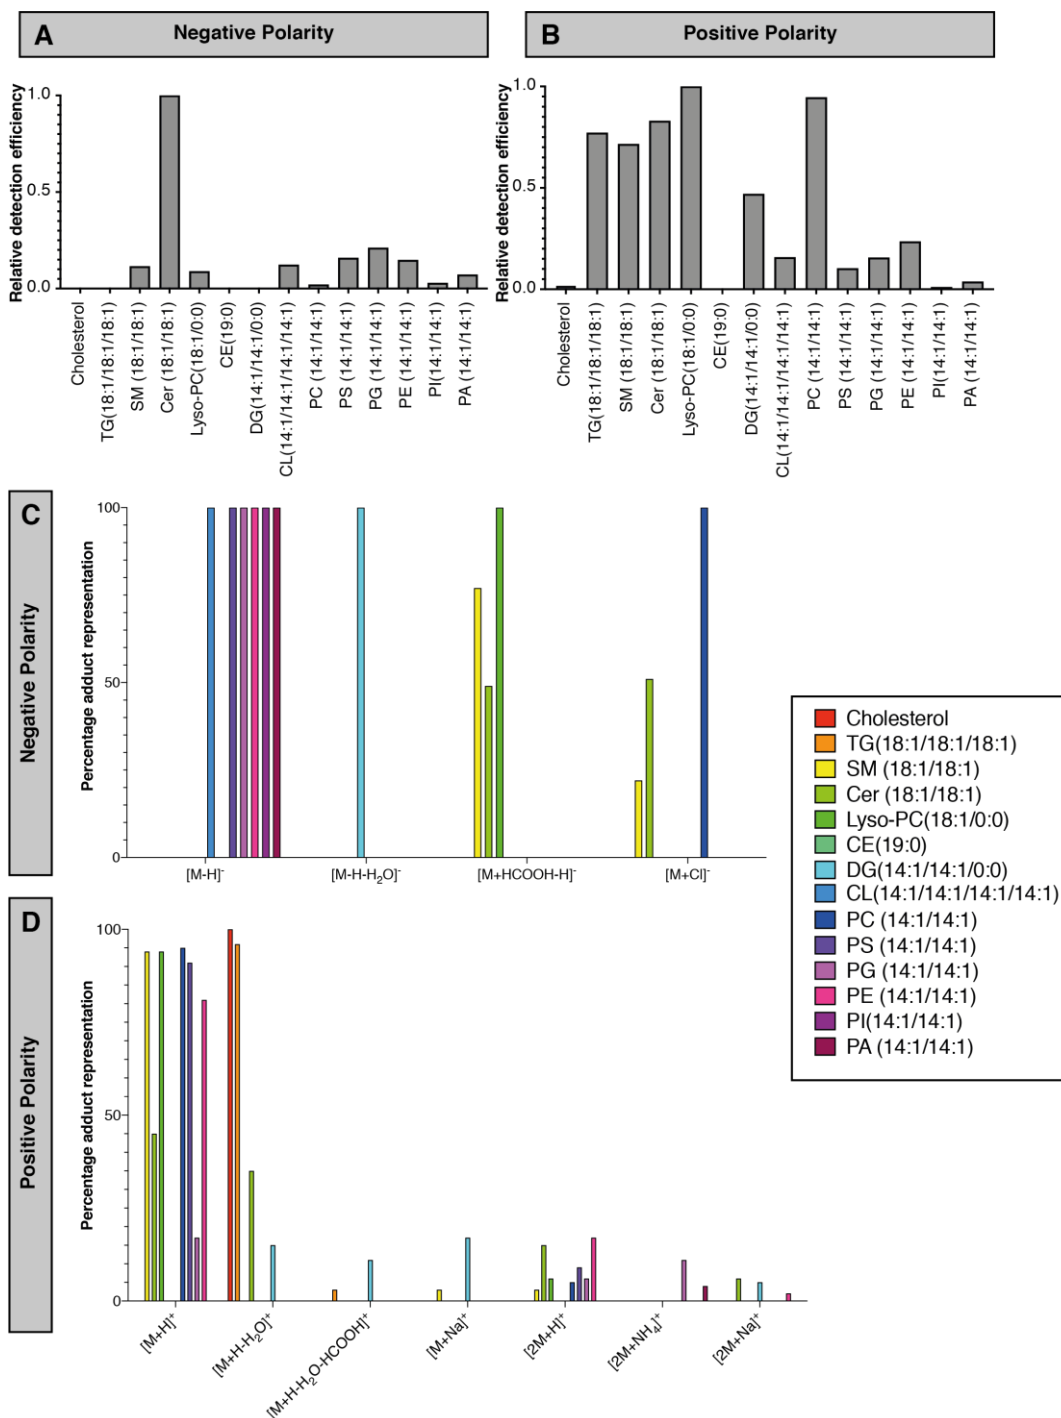 A Negative Polarity
B Positive Polarity
Relative detection efficiency
1.0
0.5
0.0
Cholesterol
TG(18:1/18:1/18:1)
SM (18:1/18:1)
Cer (18:1/18:1)
Lyso-PC(18:1/0:0)
CE(19:0)
DG(14:1/14:1/0:0)
CL(14:1/14:1/14:1/14:1)
PC (14:1/14:1)
PS (14:1/14:1)
PG (14:1/14:1)
PE (14:1/14:1)
PI(14:1/14:1)
PA (14:1/14:1)
Relative detection efficiency
1.0
0.5
0.0
Cholesterol
TG(18:1/18:1/18:1)
SM (18:1/18:1)
Cer (18:1/18:1)
Lyso-PC(18:1/0:0)
CE(19:0)
DG(14:1/14:1/0:0)
CL(14:1/14:1/14:1/14:1)
PC (14:1/14:1)
PS (14:1/14:1)
PG (14:1/14:1)
PE (14:1/14:1)
PI(14:1/14:1)
PA (14:1/14:1)
C
Negative Polarity
Percentage adduct representation
100
50
0
[M-H]⁻
[M-H-H₂O]⁻
[M+HCOOH-H]⁻
[M+Cl]⁻
Cholesterol
TG(18:1/18:1/18:1)
SM (18:1/18:1)
Cer (18:1/18:1)
Lyso-PC(18:1/0:0)
CE(19:0)
DG(14:1/14:1/0:0)
CL(14:1/14:1/14:1/14:1)
PC (14:1/14:1)
PS (14:1/14:1)
PG (14:1/14:1)
PE (14:1/14:1)
PI(14:1/14:1)
PA (14:1/14:1)
D
Positive Polarity
Percentage adduct representation
100
50
0
[M+H]⁺
[M+H-H₂O]⁺
[M+H-H₂O-HCOOH]⁺
[M+Na]⁺
[2M+H]⁺
[2M+NH₄]⁺
[2M+Na]⁺